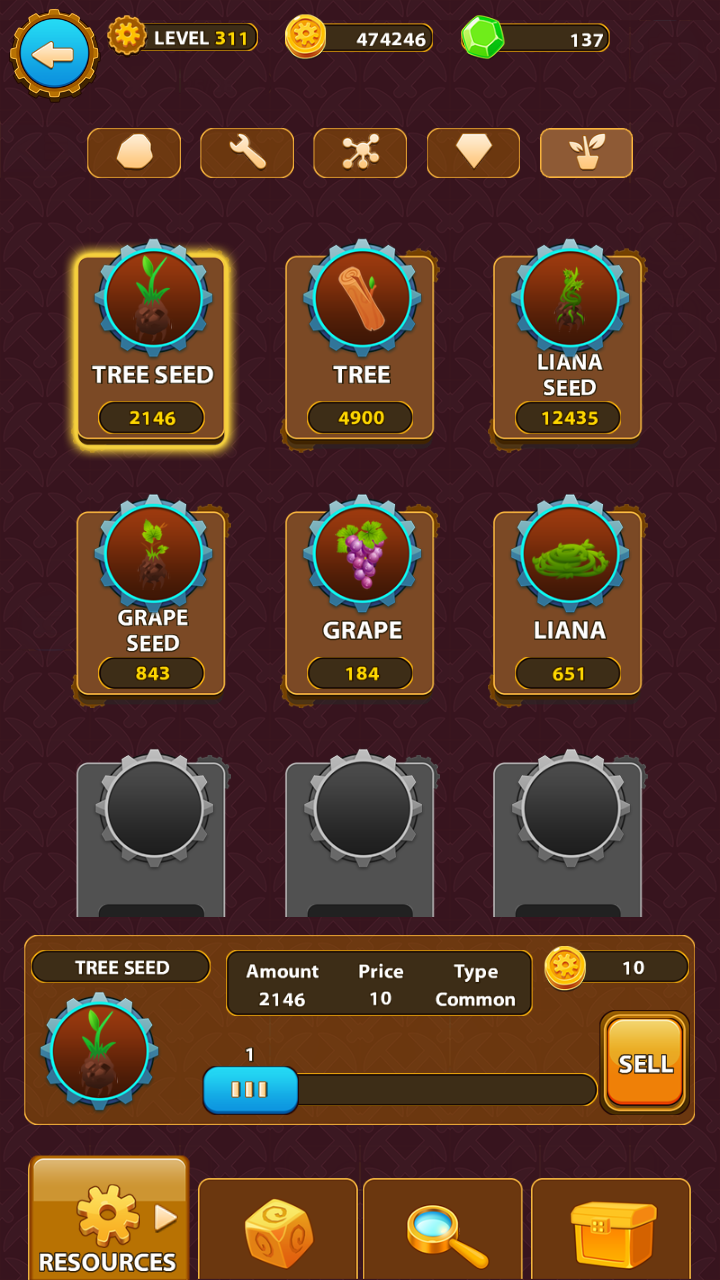 LEVEL 311
474246
137
TREE SEED
2146
TREE
4900
LIANA
SEED
12435
GRAPE
SEED
843
GRAPE
184
LIANA
651
TREE SEED
Amount Price Type
2146 10 Common
10
1
SELL
RESOURCES